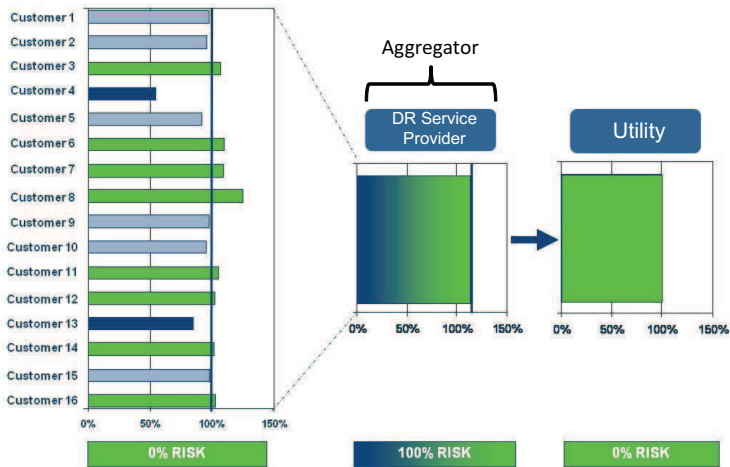 Aggregator
DR Service
Provider
Utility
Customer 1
Customer 2
Customer 3
Customer 4
Customer 5
Customer 6
Customer 7
Customer 8
Customer 9
Customer 10
Customer 11
Customer 12
Customer 13
Customer 14
Customer 15
Customer 16
0% 50% 100% 150%
0% 50% 100% 150%
0% 50% 100% 150%
0% RISK
100% RISK
0% RISK